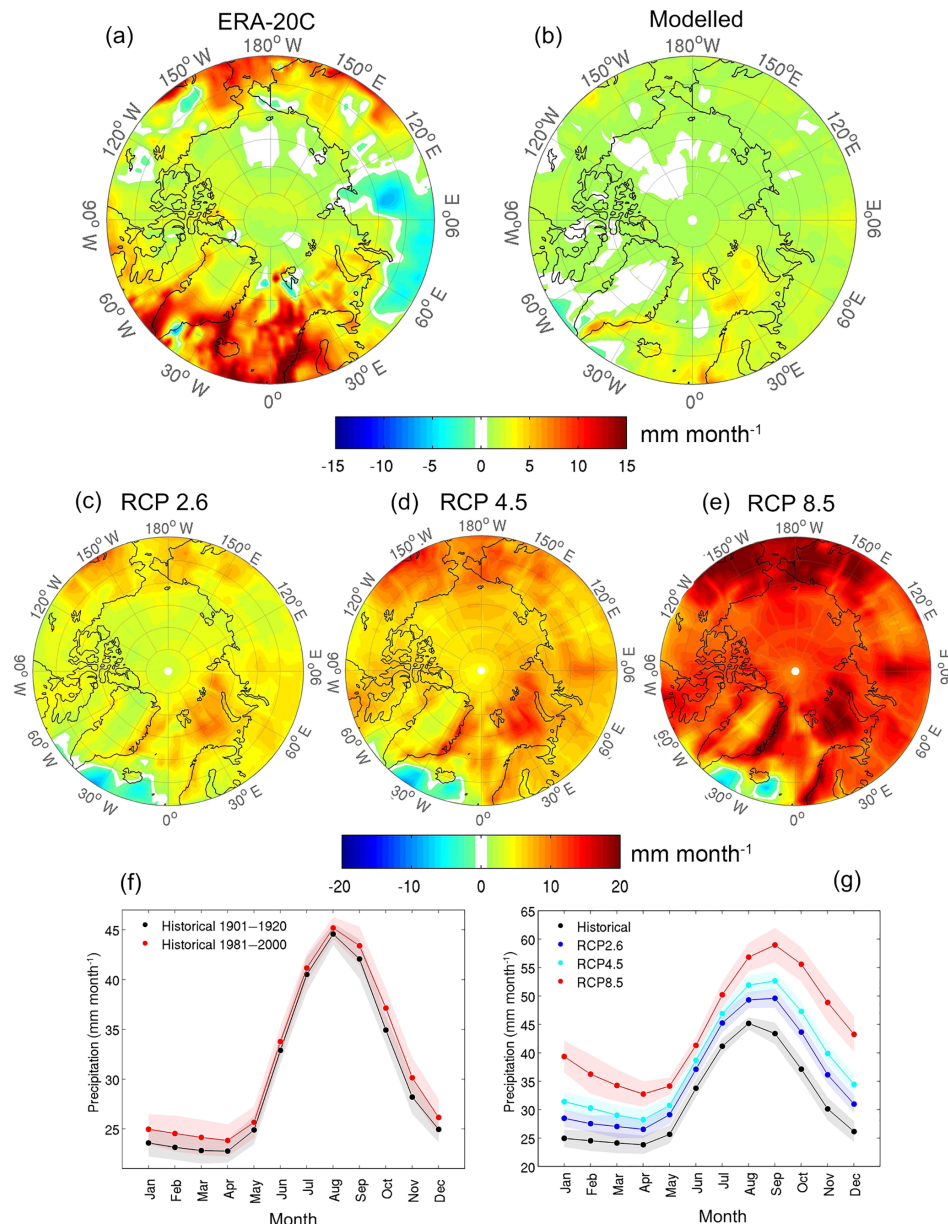 ERA-20C
Modelled
(a)
(b)
180° W
150° W
150° E
120° W
120° E
90° W
90° E
60° W
60° E
30° W
30° E
0°
180°W
150°W
150°E
120°W
120°E
90°W
90°E
60°W
60°E
30°W
30°E
0°
mm month-1
-15
-10
-5
0
5
10
15
(c)
RCP 2.6
(d)
RCP 4.5
(e)
RCP 8.5
180° W
150° W
150° E
120° W
120° E
90° W
90° E
60° W
60° E
30° W
30° E
0°
180° W
150° W
150° E
120° W
120° E
90° W
90° E
60° W
60° E
30° W
30° E
0°
180° W
150° W
150° E
120° W
120° E
90° W
90° E
60° W
60° E
30° W
30° E
0°
mm month-1
-20
-10
0
10
20
(f)
Historical 1901–1920
Historical 1981–2000
Precipitation (mm month-1)
45
40
35
30
25
Jan
Feb
Mar
Apr
May
Jun
Jul
Aug
Sep
Oct
Nov
Dec
Month
(g)
Historical
RCP2.6
RCP4.5
RCP8.5
Precipitation (mm month-1)
65
60
55
50
45
40
35
30
25
20
Jan
Feb
Mar
Apr
May
Jun
Jul
Aug
Sep
Oct
Nov
Dec
Month